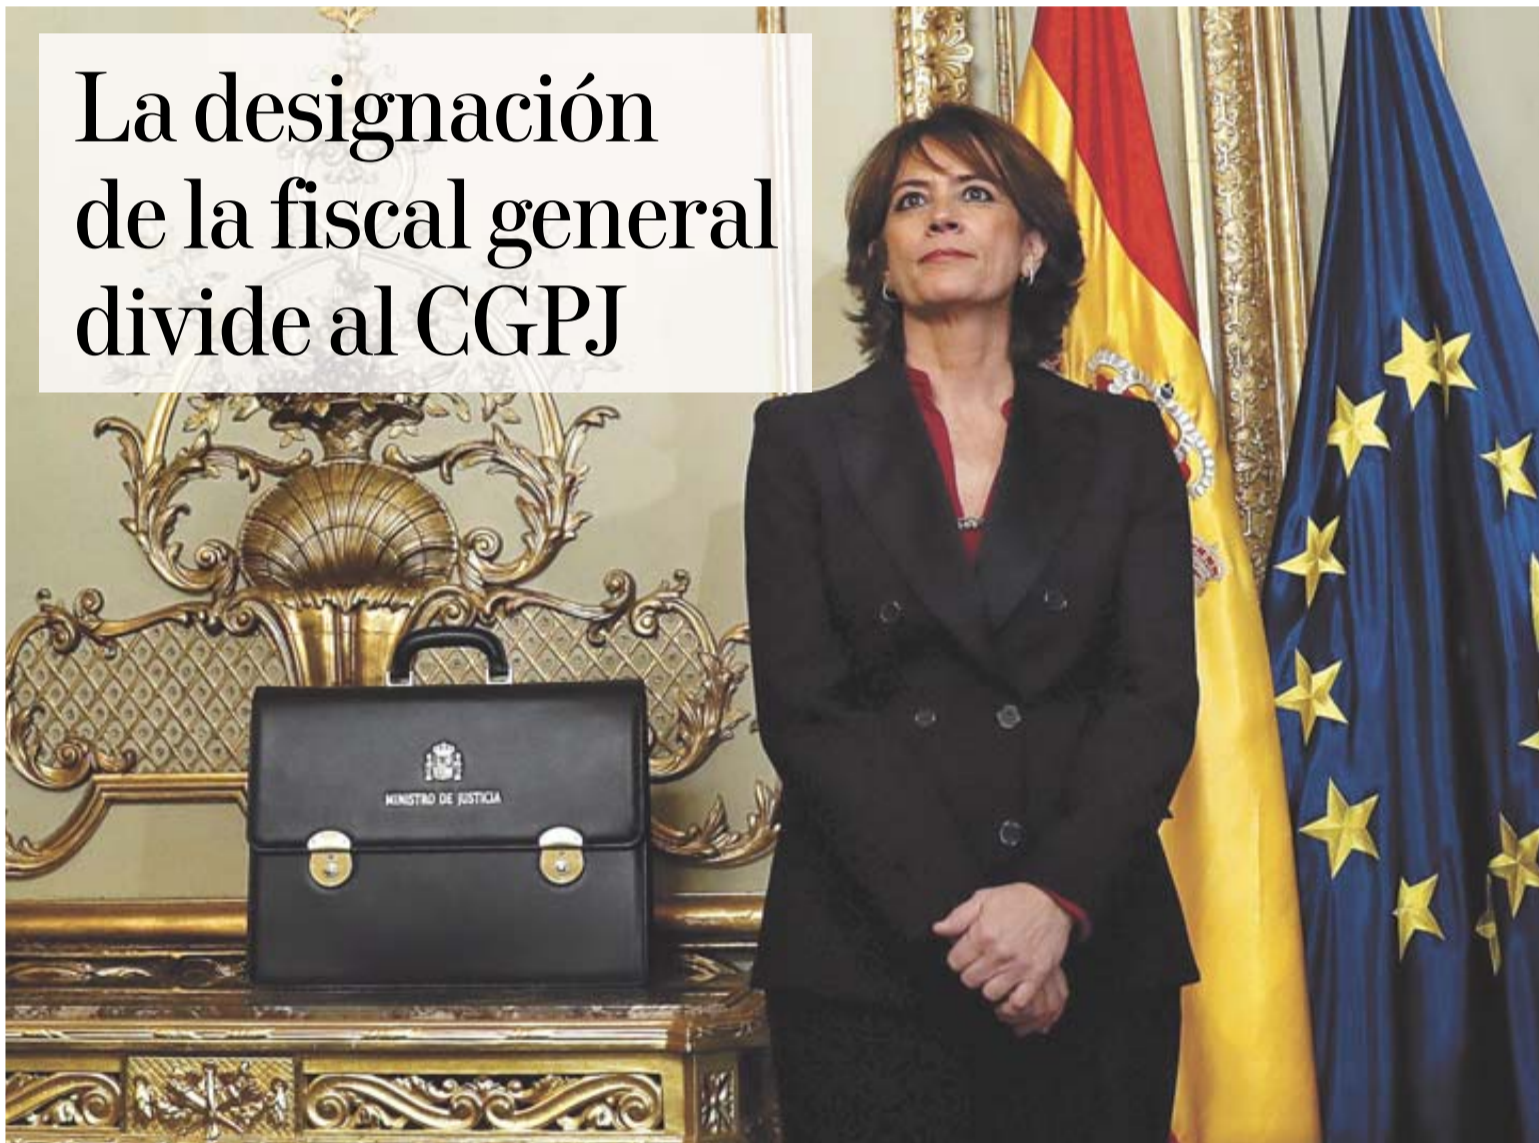 La designación
de la fiscal general
divide al CGPJ
MINISTRO DE JUSTICIA